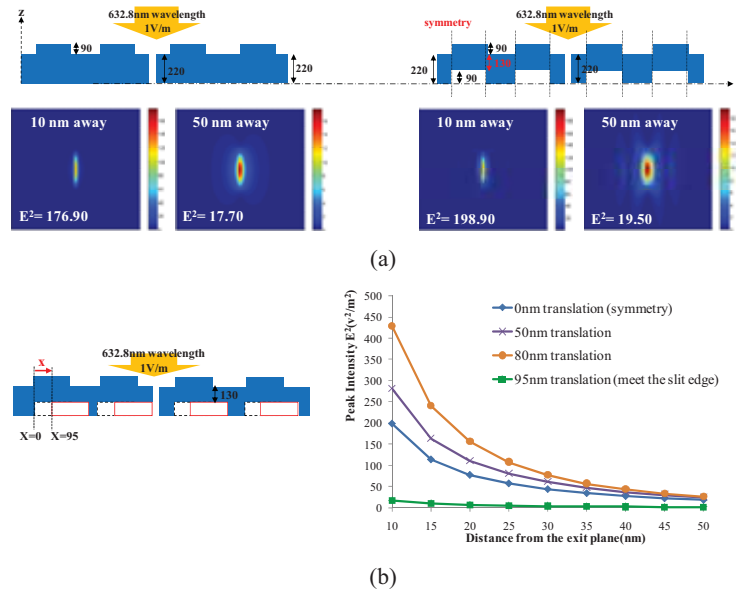 z
632.8nm wavelength
1V/m
90
220
220
symmetry
632.8nm wavelength
1V/m
90
130
220
90
220
10 nm away
E²= 176.90
50 nm away
E²= 17.70
10 nm away
E²= 198.90
50 nm away
E²= 19.50
(a)
632.8nm wavelength
1V/m
x
130
X=0
X=95
Peak Intensity E²(v²/m²)
500
450
400
350
300
250
200
150
100
50
0
0nm translation (symmetry)
50nm translation
80nm translation
95nm translation (meet the slit edge)
10
15
20
25
30
35
40
45
50
Distance from the exit plane(nm)
(b)